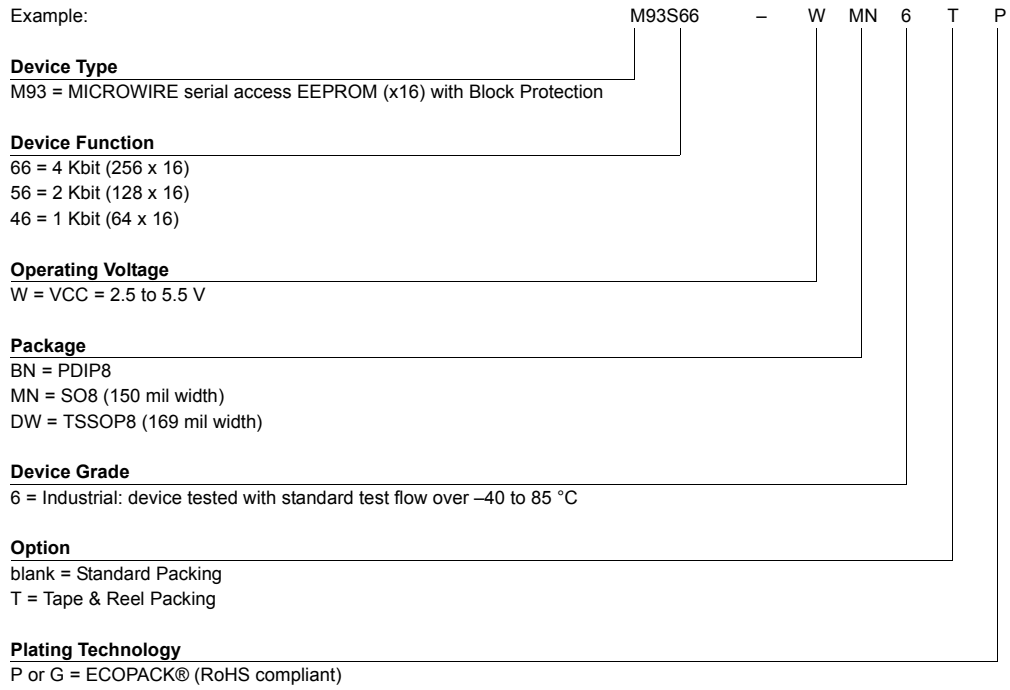 Example: M93S66 – W MN 6 T P
Device Type
M93 = MICROWIRE serial access EEPROM (x16) with Block Protection
Device Function
66 = 4 Kbit (256 x 16)
56 = 2 Kbit (128 x 16)
46 = 1 Kbit (64 x 16)
Operating Voltage
W = VCC = 2.5 to 5.5 V
Package
BN = PDIP8
MN = SO8 (150 mil width)
DW = TSSOP8 (169 mil width)
Device Grade
6 = Industrial: device tested with standard test flow over –40 to 85 °C
Option
blank = Standard Packing
T = Tape & Reel Packing
Plating Technology
P or G = ECOPACK® (RoHS compliant)